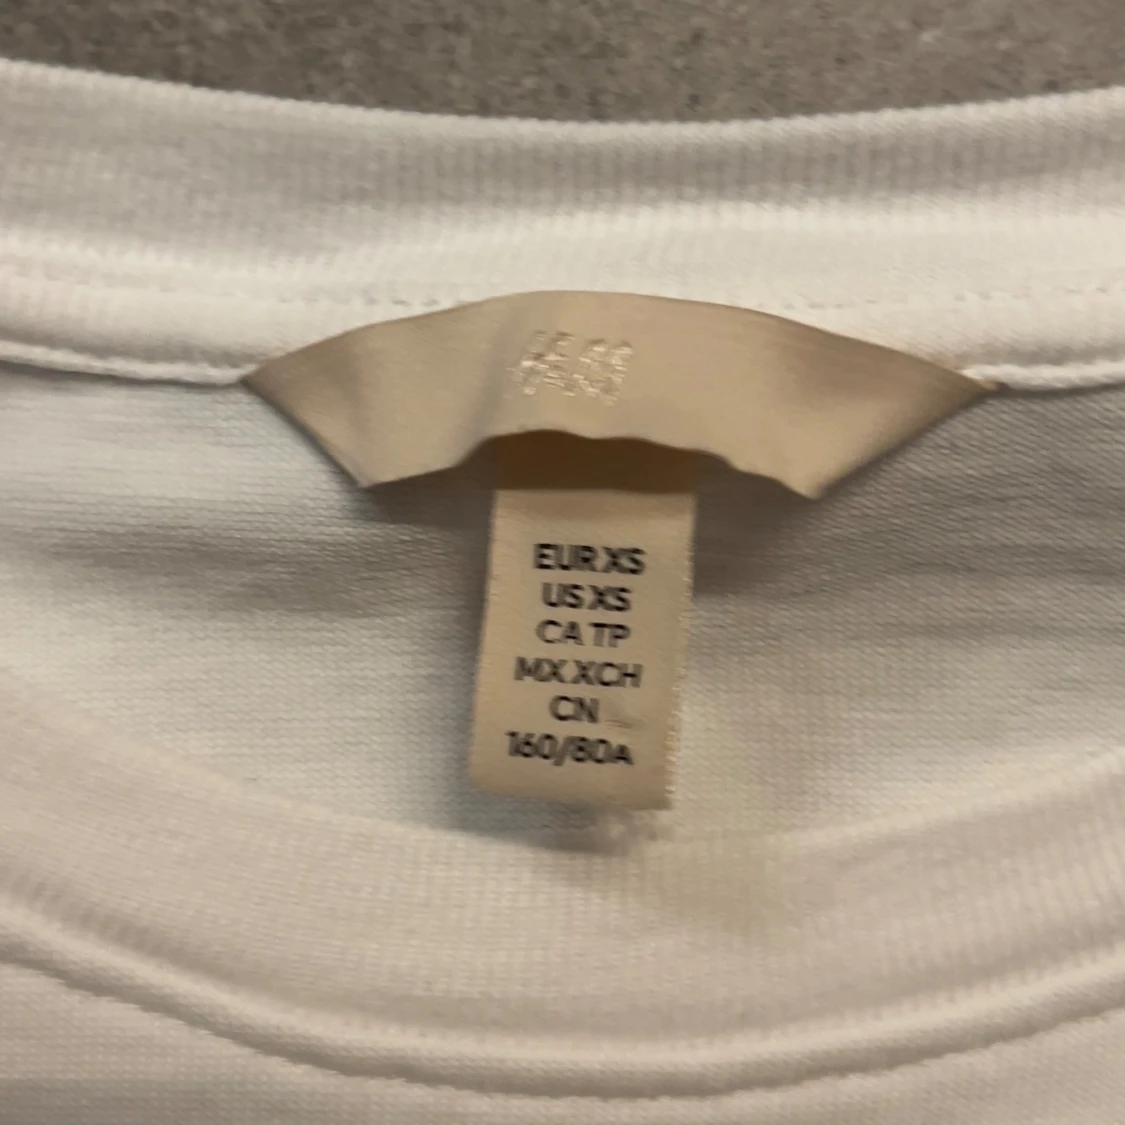 EUR XS
US XS
CA TP
MX XCH
CN
160/80A